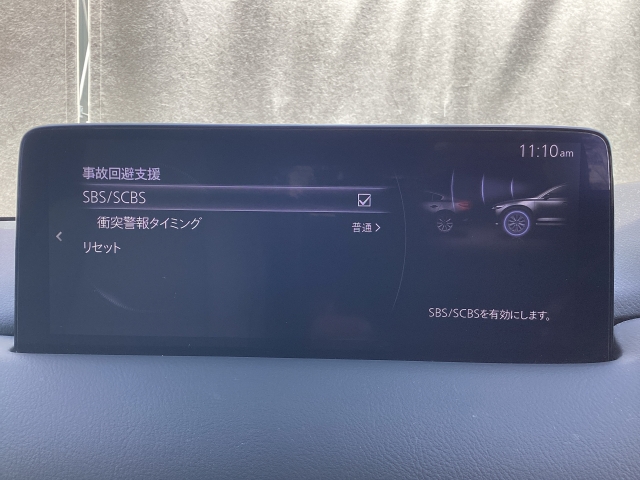 11:10am
事故回避支援
SBS/SCBS
衝突警報タイミング 普通
リセット
SBS/SCBSを有効にします。